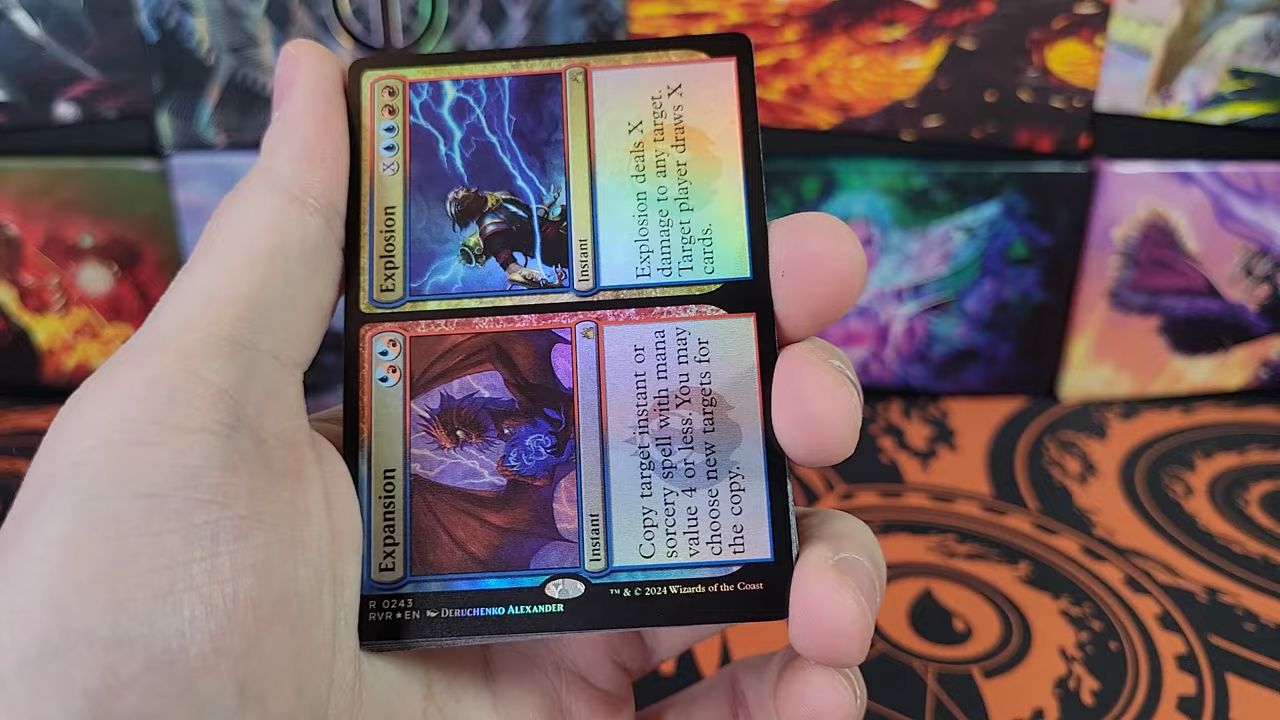 Expansion
Instant
Copy target instant or
sorcery spell with mana
value 4 or less. You may
choose new targets for
the copy.
Explosion
X
Instant
Explosion deals X
damage to any target.
Target player draws X
cards.
R 0243
RVR★EN DERUCHENKO ALEXANDER
™ & © 2024 Wizards of the Coast